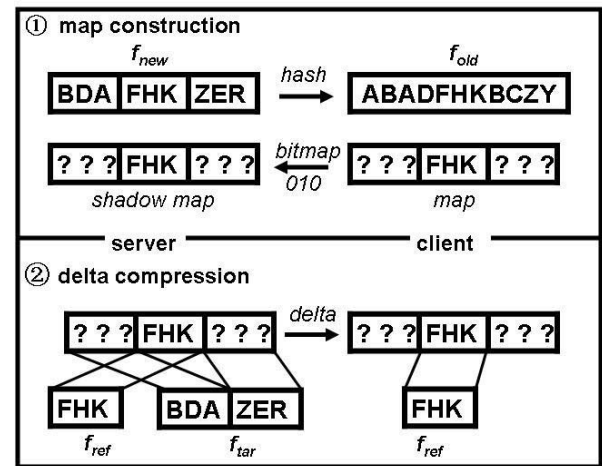 ① map construction
f_new f_old
BDA FHK ZER hash ABADFHKBCZY
? ? ? FHK ? ? ? bitmap 010 ? ? ? FHK ? ? ?
shadow map map
server client
② delta compression
? ? ? FHK ? ? ? delta ? ? ? FHK ? ? ?
FHK BDA ZER FHK
f_ref f_tar f_ref